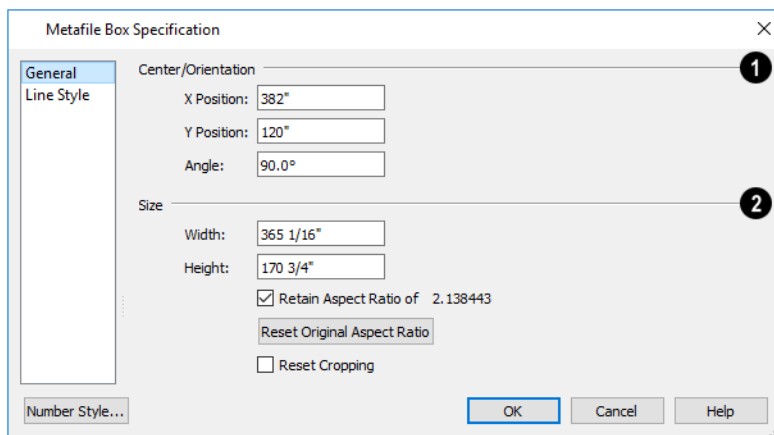 Metafile Box Specification
General
Line Style
Center/Orientation
1
X Position: 382"
Y Position: 120"
Angle: 90.0°
Size
2
Width: 365 1/16"
Height: 170 3/4"
Retain Aspect Ratio of 2.138443
Reset Original Aspect Ratio
Reset Cropping
Number Style... OK Cancel Help